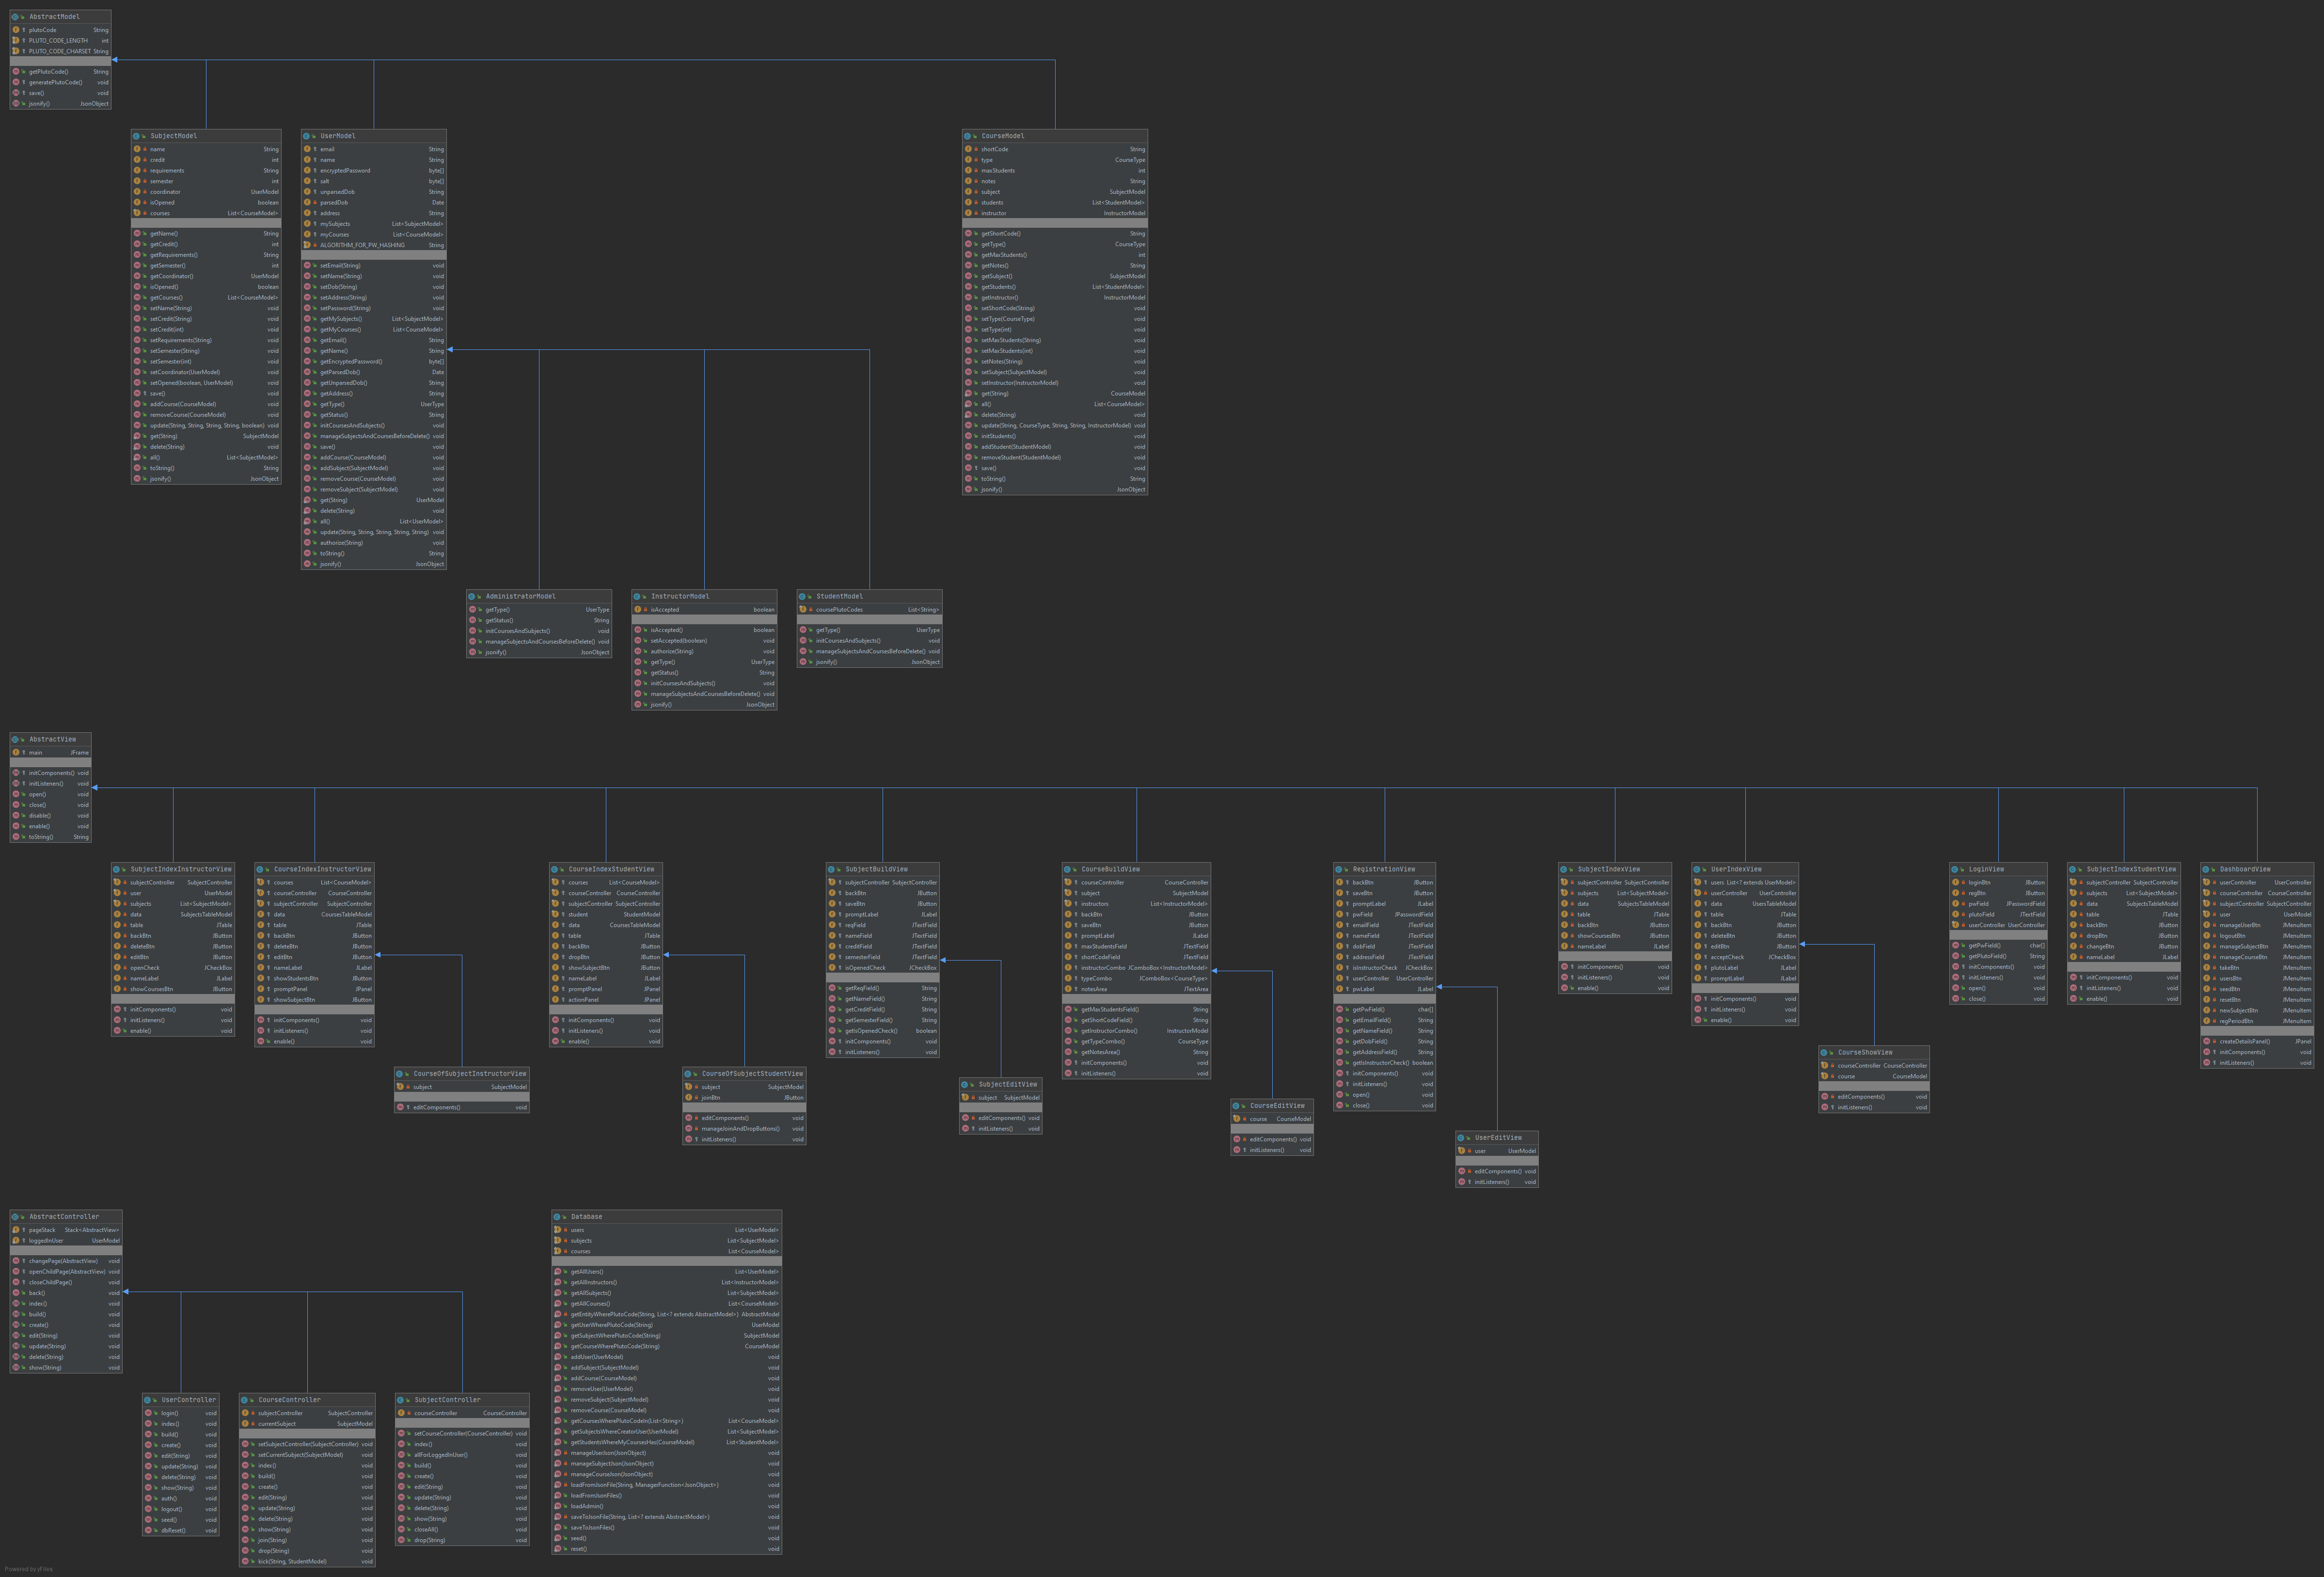 AbstractModel
plutoCode String
PLUTO_CODE_LENGTH int
PLUTO_CODE_CHARSET String
getPlutoCode() String
generatePlutoCode() void
save() void
jsonify() JsonObject
SubjectModel
name String
credit int
requirements String
semester int
coordinator UserModel
isOpened boolean
courses List<CourseModel>
getName() String
getCredit() int
getRequirements() String
getSemester() int
getCoordinator() UserModel
isOpened() boolean
getCourses() List<CourseModel>
setName(String) void
setCredit(String) void
setCredit(int) void
setRequirements(String) void
setSemester(String) void
setSemester(int) void
setCoordinator(UserModel) void
setOpened(boolean, UserModel) void
save() void
addCourse(CourseModel) void
removeCourse(CourseModel) void
update(String, String, String, String, boolean) void
get(String) SubjectModel
delete(String) void
all() List<SubjectModel>
toString() String
jsonify() JsonObject
UserModel
email String
name String
encryptedPassword byte[]
salt byte[]
unparsedDob String
parsedDob Date
address String
mySubjects List<SubjectModel>
myCourses List<CourseModel>
ALGORITHM_FOR_PW_HASHING String
setEmail(String) void
setName(String) void
setDob(String) void
setAddress(String) void
setPassword(String) void
getMySubjects() List<SubjectModel>
getMyCourses() List<CourseModel>
getEmail() String
getName() String
getEncryptedPassword() byte[]
getParsedDob() Date
getUnparsedDob() String
getAddress() String
getType() UserType
getStatus() String
initCoursesAndSubjects() void
manageSubjectsAndCoursesBeforeDelete() void
save() void
addCourse(CourseModel) void
addSubject(SubjectModel) void
removeCourse(CourseModel) void
removeSubject(SubjectModel) void
get(String) UserModel
delete(String) void
all() List<UserModel>
update(String, String, String, String, String) void
authorize(String) void
toString() String
jsonify() JsonObject
CourseModel
shortCode String
type CourseType
maxStudents int
notes String
subject SubjectModel
students List<StudentModel>
instructor InstructorModel
getShortCode() String
getType() CourseType
getMaxStudents() int
getNotes() String
getSubject() SubjectModel
getStudents() List<StudentModel>
getInstructor() InstructorModel
setShortCode(String) void
setType(CourseType) void
setType(int) void
setMaxStudents(String) void
setMaxStudents(int) void
setNotes(String) void
setSubject(SubjectModel) void
setInstructor(InstructorModel) void
get(String) CourseModel
all() List<CourseModel>
delete(String) void
update(String, CourseType, String, String, InstructorModel) void
initStudents() void
addStudent(StudentModel) void
removeStudent(StudentModel) void
save() void
toString() String
jsonify() JsonObject
AdministratorModel
getType() UserType
getStatus() String
initCoursesAndSubjects() void
manageSubjectsAndCoursesBeforeDelete() void
jsonify() JsonObject
InstructorModel
isAccepted boolean
isAccepted() boolean
setAccepted(boolean) void
authorize(String) void
getType() UserType
getStatus() String
initCoursesAndSubjects() void
manageSubjectsAndCoursesBeforeDelete() void
jsonify() JsonObject
StudentModel
coursePlutoCodes List<String>
getType() UserType
initCoursesAndSubjects() void
manageSubjectsAndCoursesBeforeDelete() void
jsonify() JsonObject
AbstractView
main JFrame
initComponents() void
initListeners() void
open() void
close() void
disable() void
enable() void
toString() String
SubjectIndexInstructorView
subjectController SubjectController
user UserModel
subjects List<SubjectModel>
data SubjectsTableModel
table JTable
backBtn JButton
deleteBtn JButton
editBtn JButton
openCheck JCheckBox
nameLabel JLabel
showCoursesBtn JButton
initComponents() void
initListeners() void
enable() void
CourseIndexInstructorView
courses List<CourseModel>
courseController CourseController
subjectController SubjectController
data CoursesTableModel
table JTable
backBtn JButton
deleteBtn JButton
editBtn JButton
nameLabel JLabel
showStudentsBtn JButton
promptPanel JPanel
showSubjectBtn JButton
initComponents() void
initListeners() void
enable() void
CourseIndexStudentView
courses List<CourseModel>
courseController CourseController
subjectController SubjectController
student StudentModel
data CoursesTableModel
table JTable
backBtn JButton
dropBtn JButton
showSubjectBtn JButton
nameLabel JLabel
promptPanel JPanel
actionPanel JPanel
initComponents() void
initListeners() void
enable() void
SubjectBuildView
subjectController SubjectController
backBtn JButton
saveBtn JButton
promptLabel JLabel
reqField JTextField
nameField JTextField
creditField JTextField
semesterField JTextField
isOpenedCheck JCheckBox
getReqField() String
getNameField() String
getCreditField() String
getSemesterField() String
getIsOpenedCheck() boolean
initComponents() void
initListeners() void
CourseBuildView
courseController CourseController
subject SubjectModel
instructors List<InstructorModel>
backBtn JButton
saveBtn JButton
promptLabel JLabel
maxStudentsField JTextField
shortCodeField JTextField
instructorCombo JComboBox<InstructorModel>
typeCombo JComboBox<CourseType>
notesArea JTextArea
getMaxStudentsField() String
getShortCodeField() String
getInstructorCombo() InstructorModel
getTypeCombo() CourseType
getNotesArea() String
initComponents() void
initListeners() void
RegistrationView
backBtn JButton
saveBtn JButton
promptLabel JLabel
pwField JPasswordField
emailField JTextField
nameField JTextField
dobField JTextField
addressField JTextField
isInstructorCheck JCheckBox
userController UserController
pwLabel JLabel
getPwField() char[]
getEmailField() String
getNameField() String
getDobField() String
getAddressField() String
getIsInstructorCheck() boolean
initComponents() void
initListeners() void
open() void
close() void
SubjectIndexView
subjectController SubjectController
subjects List<SubjectModel>
data SubjectsTableModel
table JTable
backBtn JButton
showCoursesBtn JButton
nameLabel JLabel
initComponents() void
initListeners() void
enable() void
UserIndexView
users List<? extends UserModel>
userController UserController
data UsersTableModel
table JTable
backBtn JButton
deleteBtn JButton
editBtn JButton
acceptCheck JCheckBox
plutoLabel JLabel
promptLabel JLabel
initComponents() void
initListeners() void
enable() void
LoginView
loginBtn JButton
regBtn JButton
pwField JPasswordField
plutoField JTextField
userController UserController
getPwField() char[]
getPlutoField() String
initComponents() void
initListeners() void
open() void
close() void
SubjectIndexStudentView
subjectController SubjectController
subjects List<SubjectModel>
data SubjectsTableModel
table JTable
backBtn JButton
dropBtn JButton
changeBtn JButton
nameLabel JLabel
initComponents() void
initListeners() void
enable() void
DashboardView
userController UserController
courseController CourseController
subjectController SubjectController
user UserModel
manageUserBtn JMenuItem
logoutBtn JMenuItem
manageSubjectBtn JMenuItem
manageCourseBtn JMenuItem
takeBtn JMenuItem
usersBtn JMenuItem
seedBtn JMenuItem
resetBtn JMenuItem
newSubjectBtn JMenuItem
regPeriodBtn JMenuItem
createDetailsPanel() JPanel
initComponents() void
initListeners() void
CourseOfSubjectInstructorView
subject SubjectModel
editComponents() void
CourseOfSubjectStudentView
subject SubjectModel
joinBtn JButton
editComponents() void
manageJoinAndDropButtons() void
initListeners() void
SubjectEditView
subject SubjectModel
editComponents() void
initListeners() void
CourseEditView
course CourseModel
editComponents() void
initListeners() void
UserEditView
user UserModel
editComponents() void
initListeners() void
CourseShowView
courseController CourseController
course CourseModel
editComponents() void
initListeners() void
AbstractController
pageStack Stack<AbstractView>
loggedInUser UserModel
changePage(AbstractView) void
openChildPage(AbstractView) void
closeChildPage() void
back() void
index() void
build() void
create() void
edit(String) void
update(String) void
delete(String) void
show(String) void
UserController
login() void
index() void
build() void
create() void
edit(String) void
update(String) void
delete(String) void
show(String) void
auth() void
logout() void
seed() void
dbReset() void
CourseController
subjectController SubjectController
currentSubject SubjectModel
setSubjectController(SubjectController) void
setCurrentSubject(SubjectModel) void
index() void
build() void
create() void
edit(String) void
update(String) void
delete(String) void
show(String) void
join(String) void
drop(String) void
kick(String, StudentModel) void
SubjectController
courseController CourseController
setCourseController(CourseController) void
index() void
allForLoggedInUser() void
build() void
create() void
edit(String) void
update(String) void
delete(String) void
show(String) void
closeAll() void
drop(String) void
Database
users List<UserModel>
subjects List<SubjectModel>
courses List<CourseModel>
getAllUsers() List<UserModel>
getAllInstructors() List<InstructorModel>
getAllSubjects() List<SubjectModel>
getAllCourses() List<CourseModel>
getEntityWherePlutoCode(String, List<? extends AbstractModel>) AbstractModel
getUserWherePlutoCode(String) UserModel
getSubjectWherePlutoCode(String) SubjectModel
getCourseWherePlutoCode(String) CourseModel
addUser(UserModel) void
addSubject(SubjectModel) void
addCourse(CourseModel) void
removeUser(UserModel) void
removeSubject(SubjectModel) void
removeCourse(CourseModel) void
getCoursesWherePlutoCodeIn(List<String>) List<CourseModel>
getSubjectsWhereCreatorUser(UserModel) List<SubjectModel>
getStudentsWhereMyCoursesHas(CourseModel) List<StudentModel>
manageUserJson(JsonObject) void
manageSubjectJson(JsonObject) void
manageCourseJson(JsonObject) void
loadFromJsonFile(String, ManagerFunction<JsonObject>) void
loadFromJsonFiles() void
loadAdmin() void
saveToJsonFile(String, List<? extends AbstractModel>) void
saveToJsonFiles() void
seed() void
reset() void
Powered by yFiles